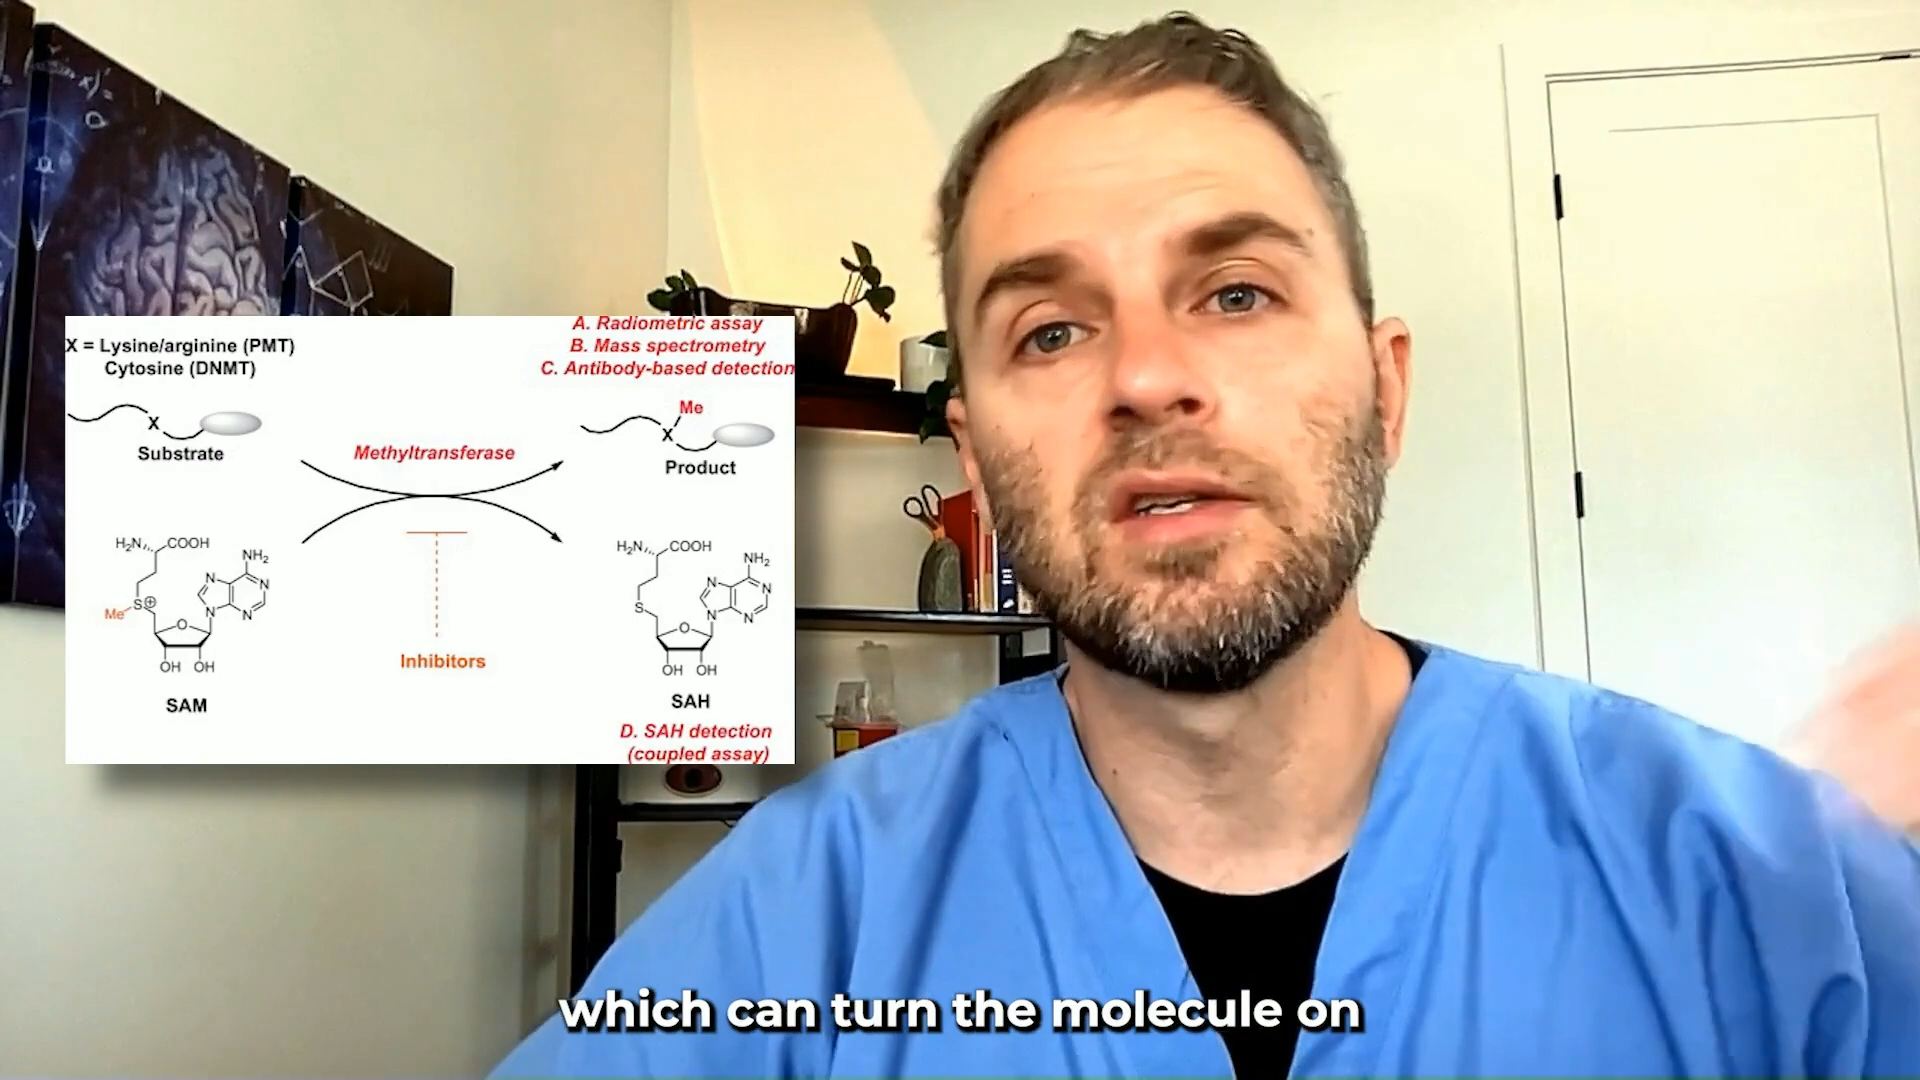 X = Lysine/arginine (PMT)
Cytosine (DNMT)
A. Radiometric assay
B. Mass spectrometry
C. Antibody-based detection
X
Substrate
Methyltransferase
Me
X
Product
H₂N
COOH
NH₂
N
N
N
N
S⊕
Me
O
OH OH
SAM
Inhibitors
H₂N
COOH
NH₂
N
N
N
N
S
O
OH OH
SAH
D. SAH detection
(coupled assay)
which can turn the molecule on